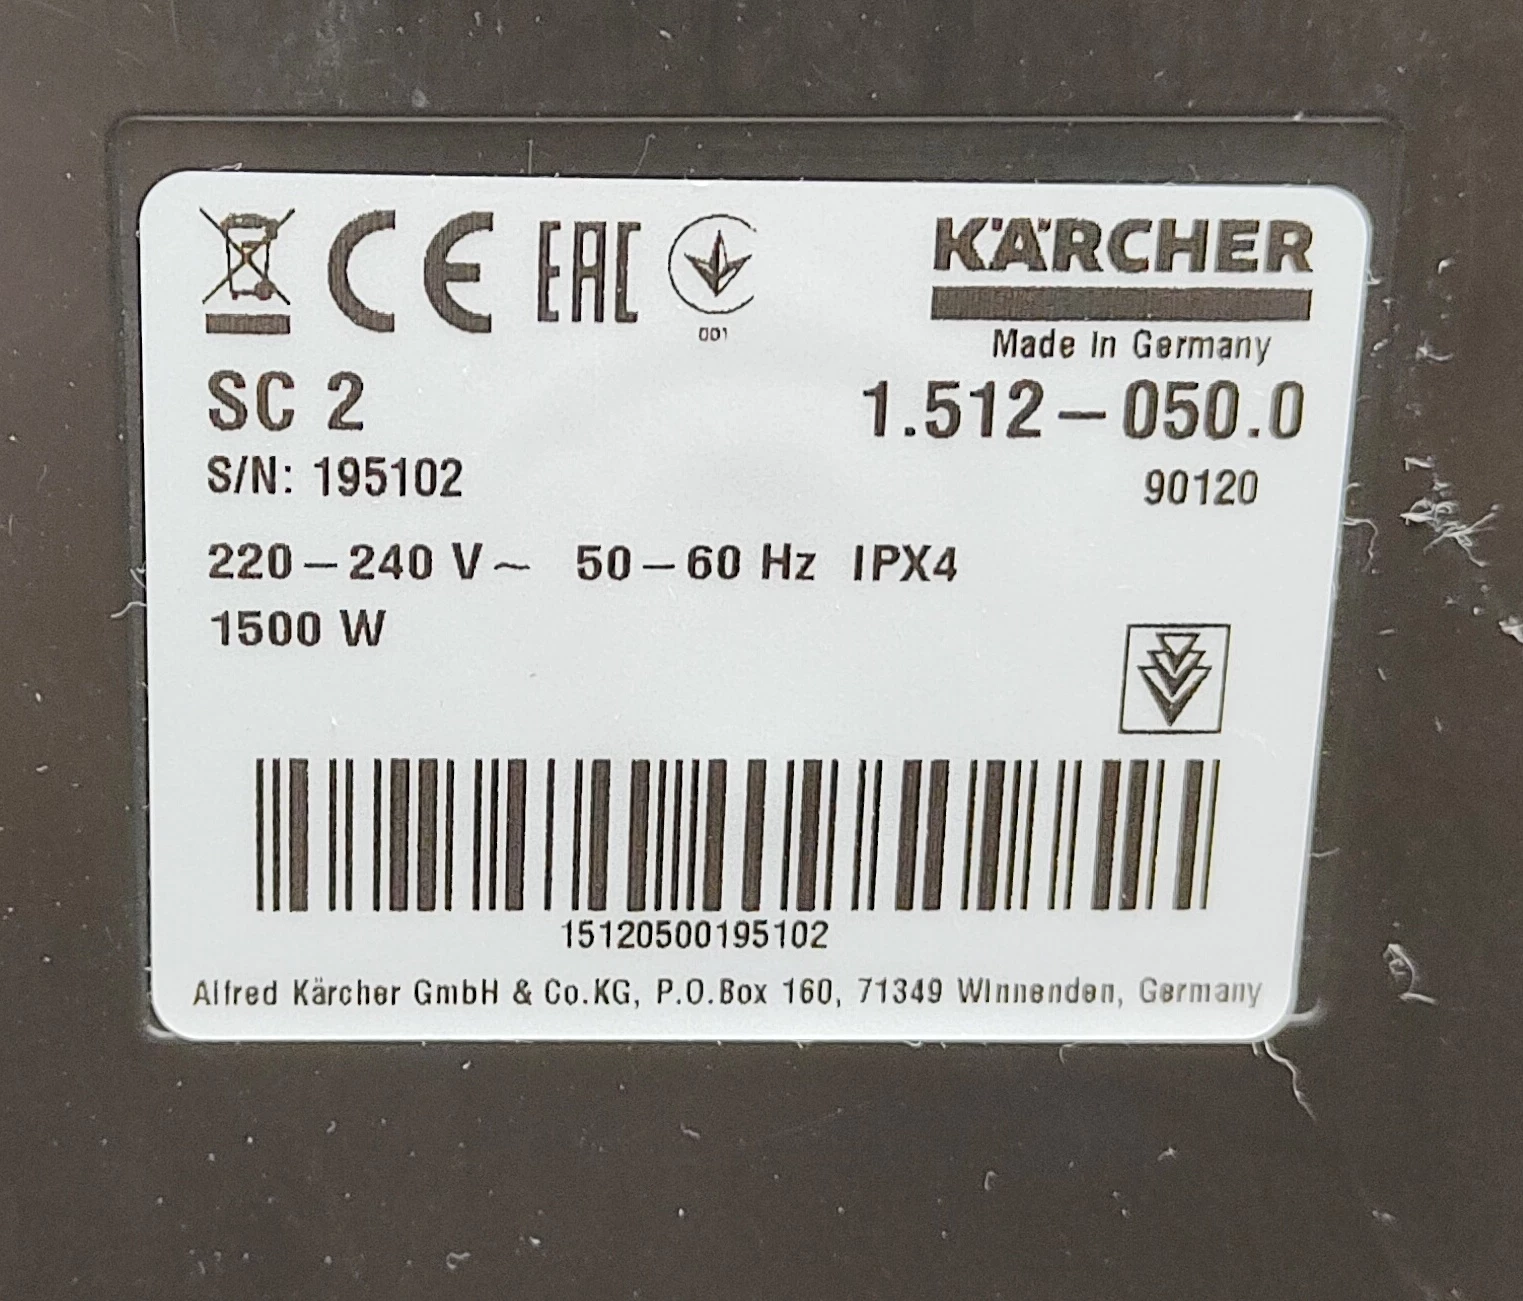 CE EAC KÄRCHER
001
Made In Germany
SC 2 1.512–050.0
S/N: 195102 90120
220–240 V~ 50–60 Hz IPX4
1500 W
15120500195102
Alfred Kärcher GmbH & Co.KG, P.O.Box 160, 71349 Winnenden, Germany